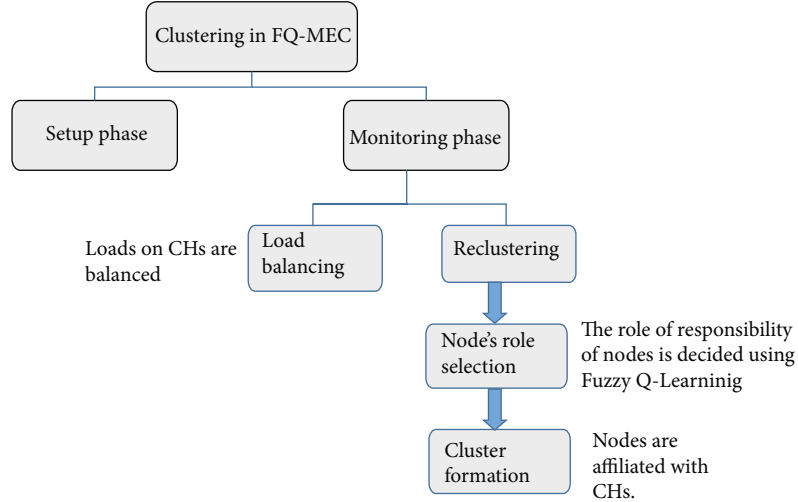 Clustering in FQ-MEC
Setup phase
Monitoring phase
Loads on CHs are
balanced
Load
balancing
Reclustering
Node's role
selection
The role of responsibility
of nodes is decided using
Fuzzy Q-Learninig
Cluster
formation
Nodes are
affiliated with
CHs.